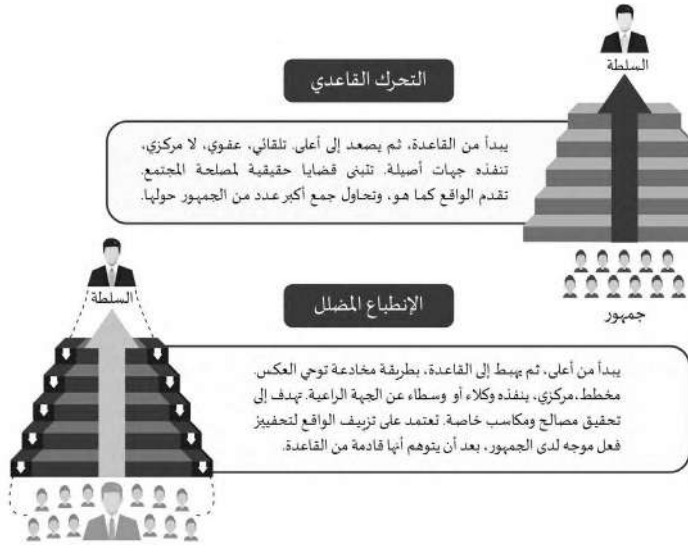 السلطة
التحرك القاعدي
يبدأ من القاعدة، ثم يصعد إلى أعلى. تلقائي، عفوي، لا مركزي،
تنفذه جهات أصيلة. تتبنى قضايا حقيقية لمصلحة المجتمع.
تقدم الواقع كما هو، وتحاول جمع أكبر عدد من الجمهور حولها.
جمهور
السلطة
الإنطباع المضلل
يبدأ من أعلى، ثم يهبط إلى القاعدة، بطريقة مخادعة توحي العكس.
مخطط، مركزي، ينفذه وكلاء أو وسطاء عن الجهة الراعية. تهدف إلى
تحقيق مصالح ومكاسب خاصة. تعتمد على تزييف الواقع لتحفييز
فعل موجه لدى الجمهور، بعد أن يتوهم أنها قادمة من القاعدة.